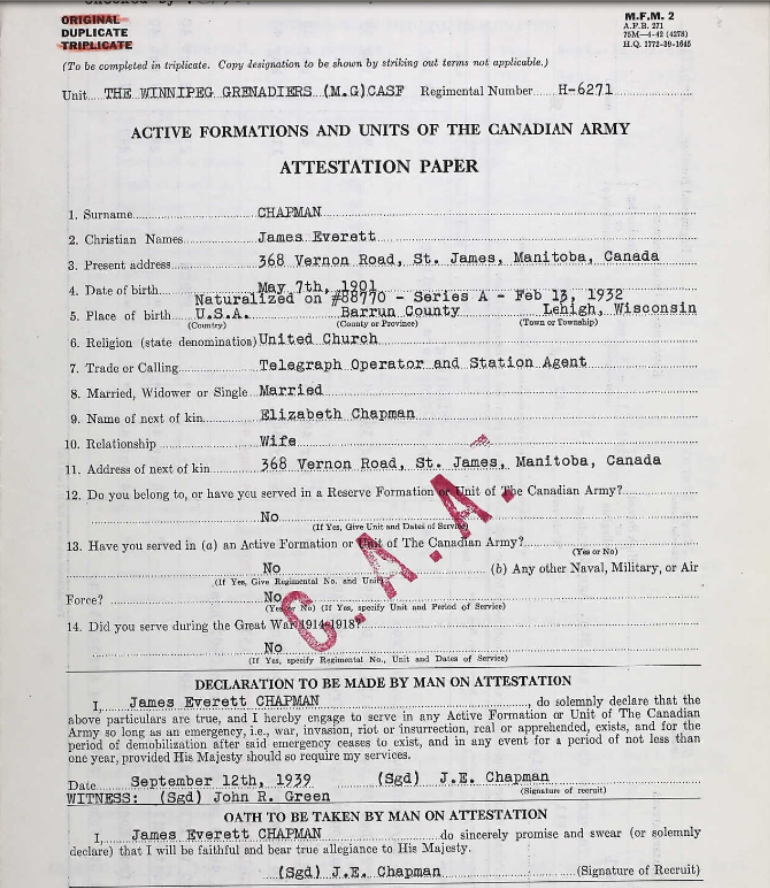 ORIGINAL
DUPLICATE
TRIPLICATE
M.F.M. 2
A.F.B. 271
75M—4-42 (4278)
H.Q. 1772-39-1645
(To be completed in triplicate. Copy designation to be shown by striking out terms not applicable.)
Unit THE WINNIPEG GRENADIERS (M.G)CASF Regimental Number H-6271
ACTIVE FORMATIONS AND UNITS OF THE CANADIAN ARMY
ATTESTATION PAPER
1. Surname CHAPMAN
2. Christian Names James Everett
3. Present address 368 Vernon Road, St. James, Manitoba, Canada
4. Date of birth May 7th, 1901
Naturalized on #88770 - Series A - Feb 13, 1932
5. Place of birth U.S.A. Barrun County Lehigh, Wisconsin
(Country) (County or Province) (Town or Township)
6. Religion (state denomination) United Church
7. Trade or Calling Telegraph Operator and Station Agent
8. Married, Widower or Single Married
9. Name of next of kin Elizabeth Chapman
10. Relationship Wife
11. Address of next of kin 368 Vernon Road, St. James, Manitoba, Canada
12. Do you belong to, or have you served in a Reserve Formation or Unit of The Canadian Army?
No
(If Yes, Give Unit and Dates of Service)
13. Have you served in (a) an Active Formation or Unit of The Canadian Army?
(Yes or No)
No (b) Any other Naval, Military, or Air
(If Yes, Give Regimental No. and Unit)
Force? No
(Yes or No) (If Yes, specify Unit and Period of Service)
14. Did you serve during the Great War 1914-1918?
No
(If Yes, specify Regimental No., Unit and Dates of Service)
C.A.A.
DECLARATION TO BE MADE BY MAN ON ATTESTATION
I, James Everett CHAPMAN, do solemnly declare that the
above particulars are true, and I hereby engage to serve in any Active Formation or Unit of The Canadian
Army so long as an emergency, i.e., war, invasion, riot or insurrection, real or apprehended, exists, and for the
period of demobilization after said emergency ceases to exist, and in any event for a period of not less than
one year, provided His Majesty should so require my services.
Date September 12th, 1939 (Sgd) J.E. Chapman
(Signature of recruit)
WITNESS: (Sgd) John R. Green
OATH TO BE TAKEN BY MAN ON ATTESTATION
I, James Everett CHAPMAN do sincerely promise and swear (or solemnly
declare) that I will be faithful and bear true allegiance to His Majesty.
(Sgd) J.E. Chapman (Signature of Recruit)